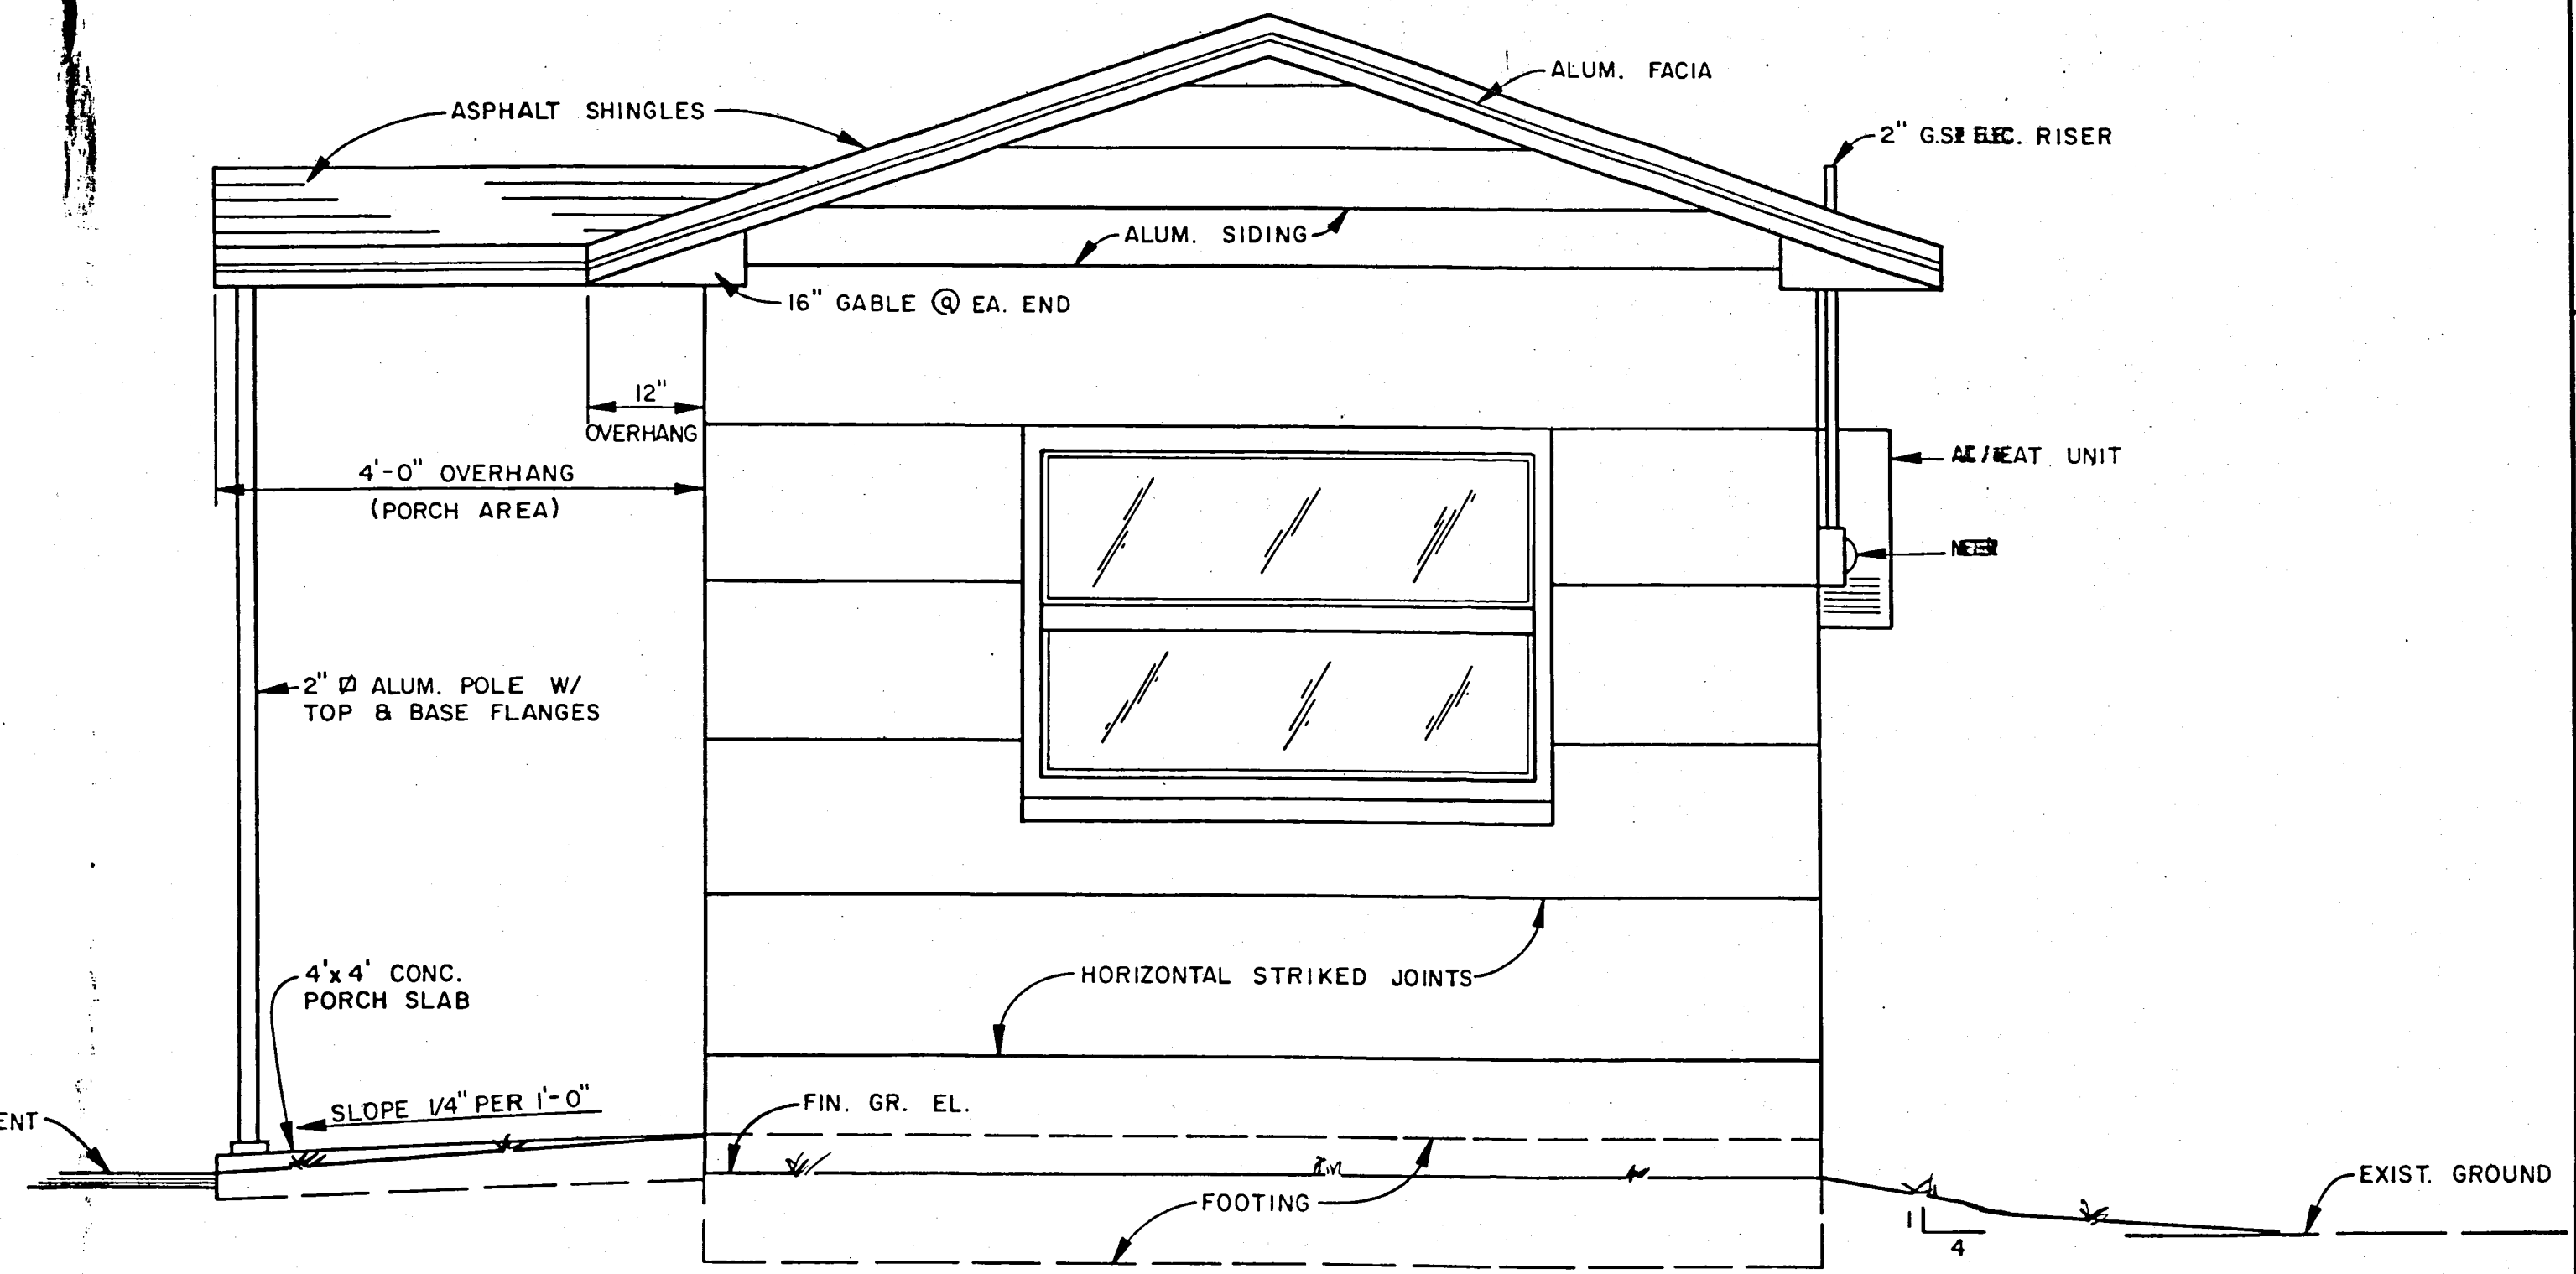 ALUM. FACIA
ASPHALT SHINGLES
2" RISER
ALUM. SIDING
16" GABLE @ EA. END
12"
OVERHANG
4'-0" OVERHANG
(PORCH AREA)
UNIT
2" ⌀ ALUM. POLE W/
TOP & BASE FLANGES
4'x4' CONC.
PORCH SLAB
HORIZONTAL STRIKED JOINTS
SLOPE 1/4" PER 1'-0"
FIN. GR. EL.
ENT
FOOTING
EXIST. GROUND
1
4